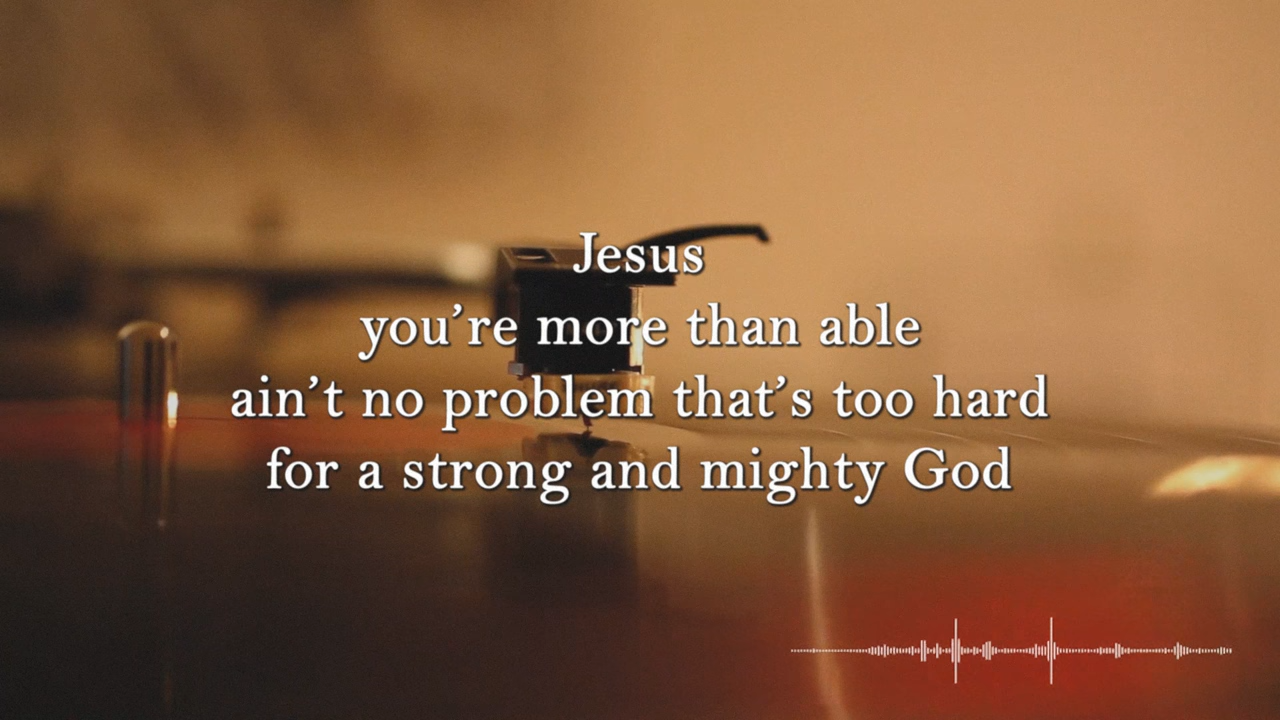 Jesus
you’re more than able
ain’t no problem that’s too hard
for a strong and mighty God